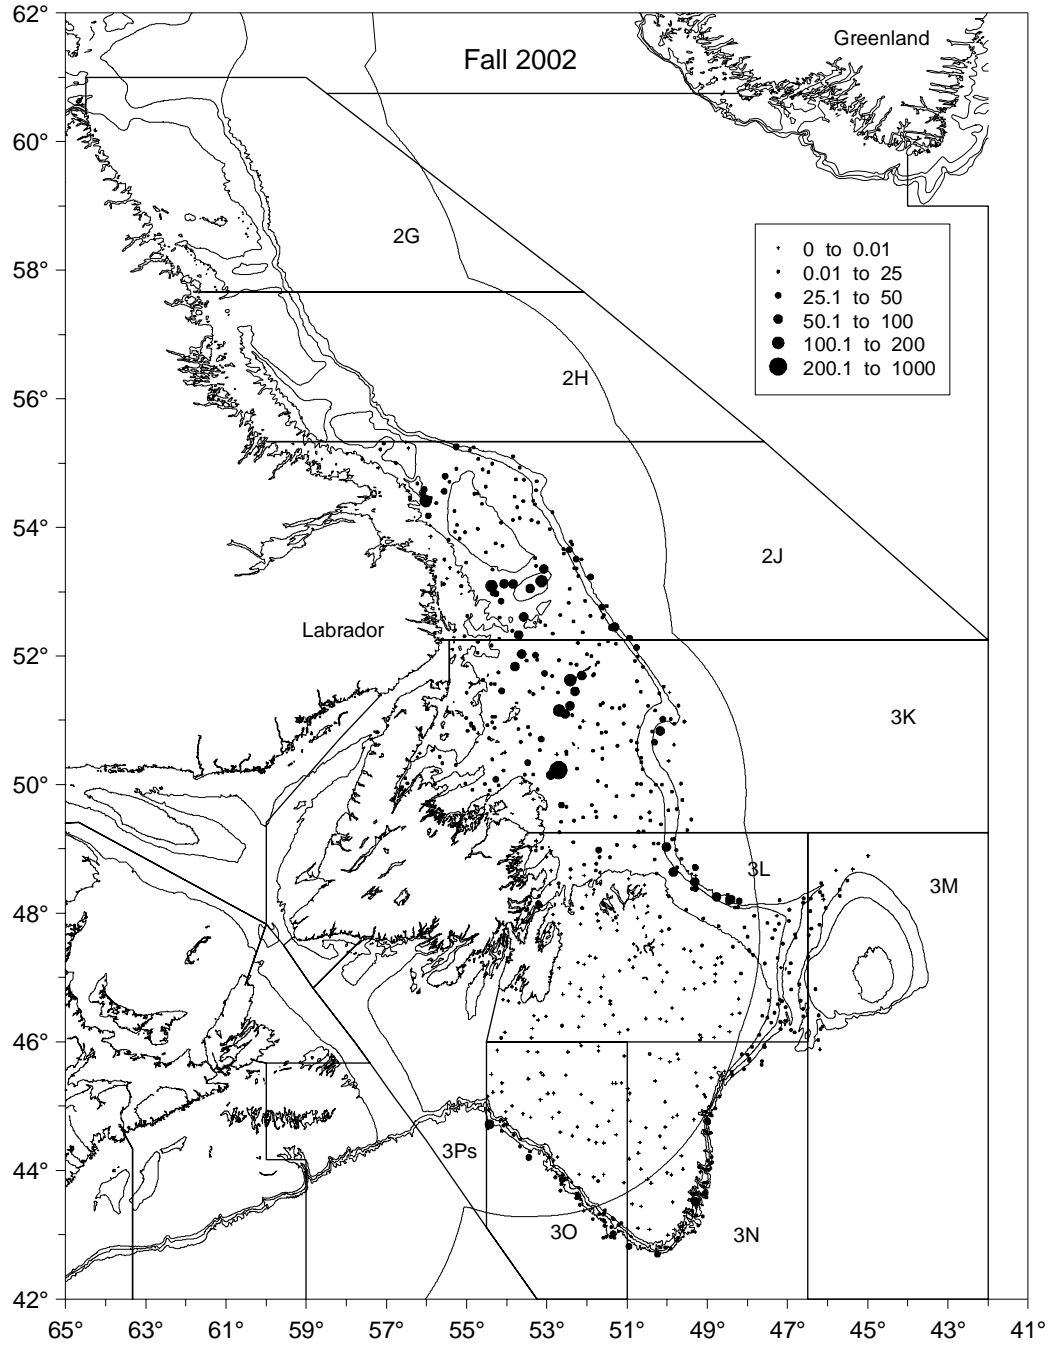 62°
Fall 2002
Greenland
60°
2G
0 to 0.01
0.01 to 25
58°
25.1 to 50
50.1 to 100
100.1 to 200
200.1 to 1000
2H
56°
54°
2J
Labrador
52°
3K
50°
3L
3M
48°
46°
44°
3Ps
3O
3N
42°
65° 63° 61° 59° 57° 55° 53° 51° 49° 47° 45° 43° 41°